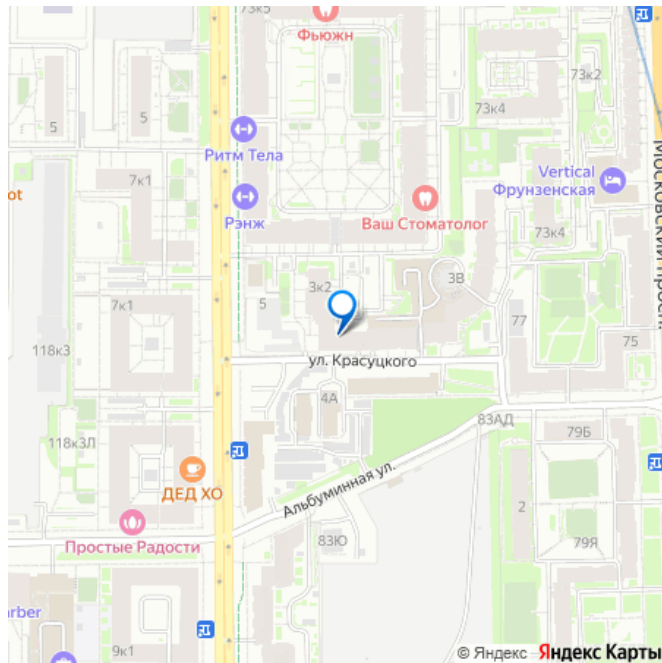 73к5
Фьюжн
73к2
73к4
5
5
Ритм Тела
7к1
Vertical
Фрунзенская
ot
Рэнж
Ваш Стоматолог
73к4
3к2
3В
5
7к1
77
75
118к3
ул. Красуцкого
4А
83АД
79Б
118к3Л
ДЕД ХО
Альбуминная ул.
2
Простые Радости
83Ю
79Я
arber
9к1
© Яндекс Яндекс Карты